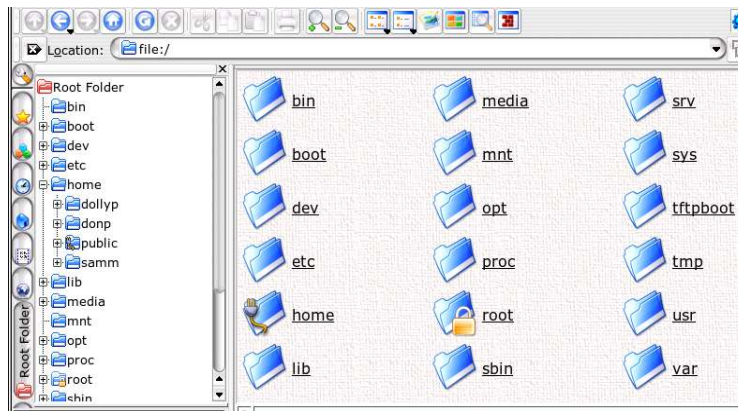 Location: file:/
Root Folder
bin
boot
dev
etc
home
dollyp
donp
public
samm
lib
media
mnt
opt
proc
root
sbin
Root Folder
bin media srv
boot mnt sys
dev opt tftpboot
etc proc tmp
home root usr
lib sbin var